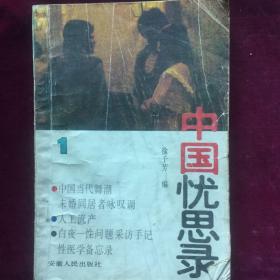 1
中国忧思录
徐子芳 编
●中国当代舞潮
未婚同居者咏叹调
●人工流产
●白夜—性问题采访手记
性医学备忘录
安徽人民出版社